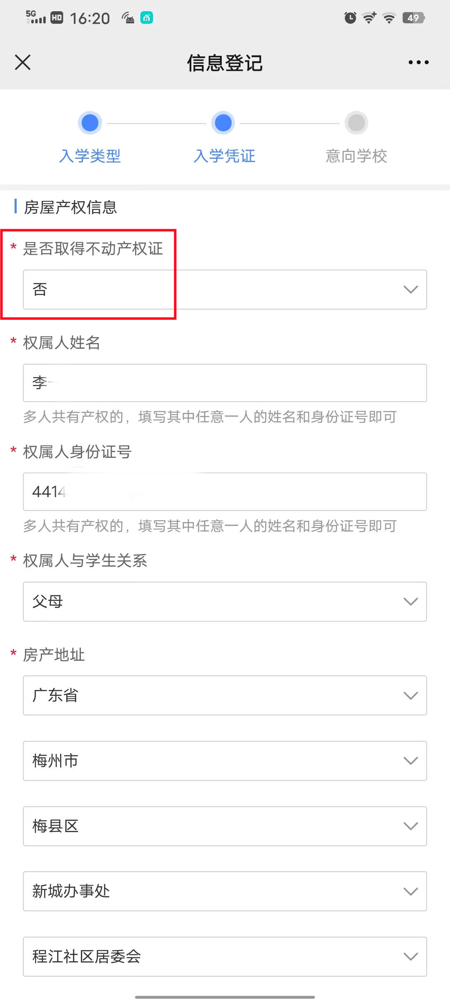 5G HD 16:20 49
信息登记
入学类型 入学凭证 意向学校
房屋产权信息
* 是否取得不动产权证
否
* 权属人姓名
李
多人共有产权的，填写其中任意一人的姓名和身份证号即可
* 权属人身份证号
4414
多人共有产权的，填写其中任意一人的姓名和身份证号即可
* 权属人与学生关系
父母
* 房产地址
广东省
梅州市
梅县区
新城办事处
程江社区居委会